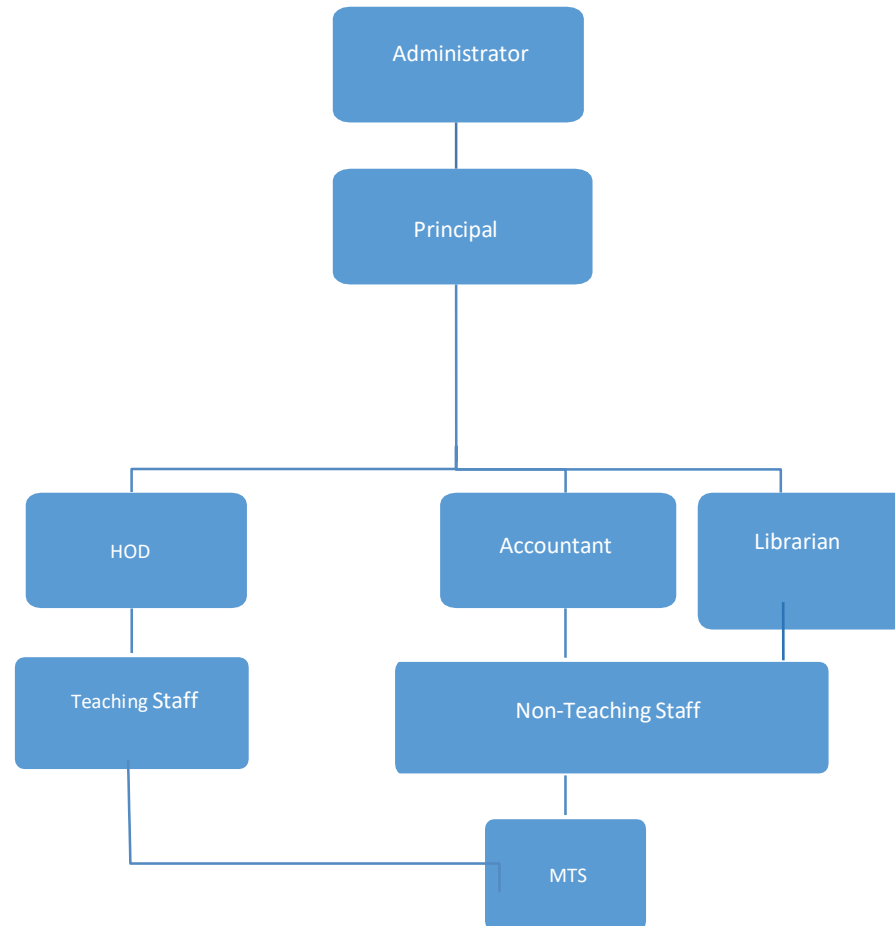 Administrator
Principal
HOD
Accountant
Librarian
Teaching Staff
Non-Teaching Staff
MTS